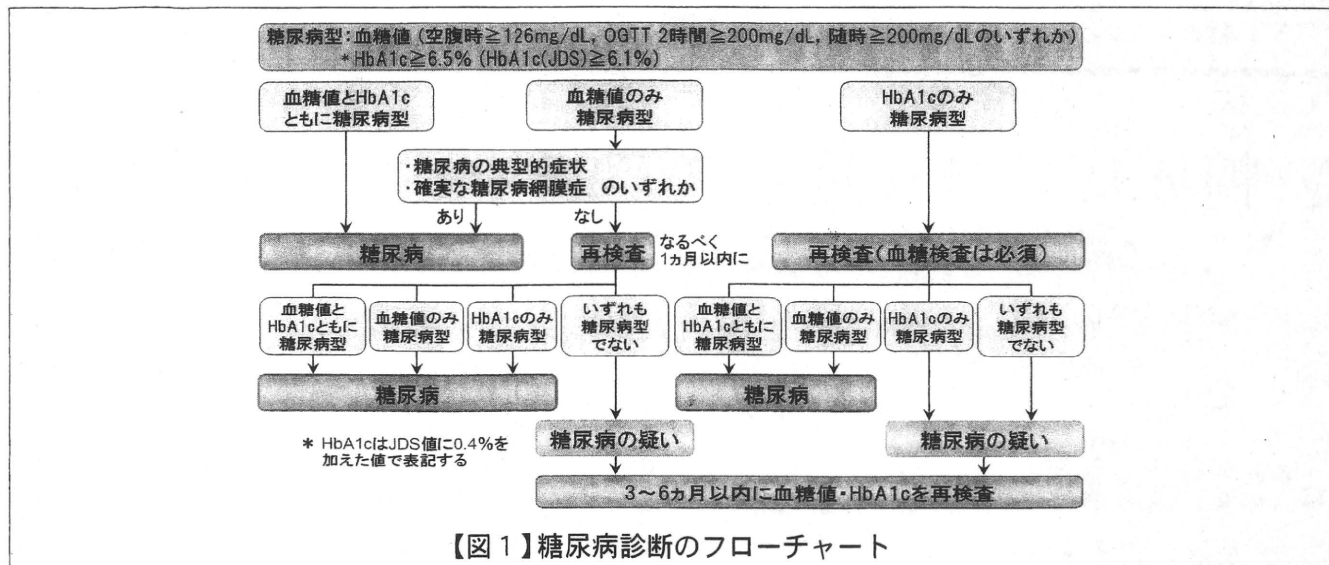 糖尿病型：血糖値 (空腹時≧126mg/dL, OGTT 2時間≧200mg/dL, 随時≧200mg/dLのいずれか)
*HbA1c≧6.5% (HbA1c(JDS)≧6.1%)
血糖値とHbA1c
ともに糖尿病型
血糖値のみ
糖尿病型
HbA1cのみ
糖尿病型
・糖尿病の典型的症状
・確実な糖尿病網膜症 のいずれか
あり
なし
糖尿病
再検査
なるべく
1ヵ月以内に
再検査(血糖検査は必須)
血糖値と
HbA1cともに
糖尿病型
血糖値のみ
糖尿病型
HbA1cのみ
糖尿病型
いずれも
糖尿病型
でない
血糖値と
HbA1cともに
糖尿病型
血糖値のみ
糖尿病型
HbA1cのみ
糖尿病型
いずれも
糖尿病型
でない
糖尿病
糖尿病
* HbA1cはJDS値に0.4%を
加えた値で表記する
糖尿病の疑い
糖尿病の疑い
3～6ヵ月以内に血糖値・HbA1cを再検査
【図１】糖尿病診断のフローチャート